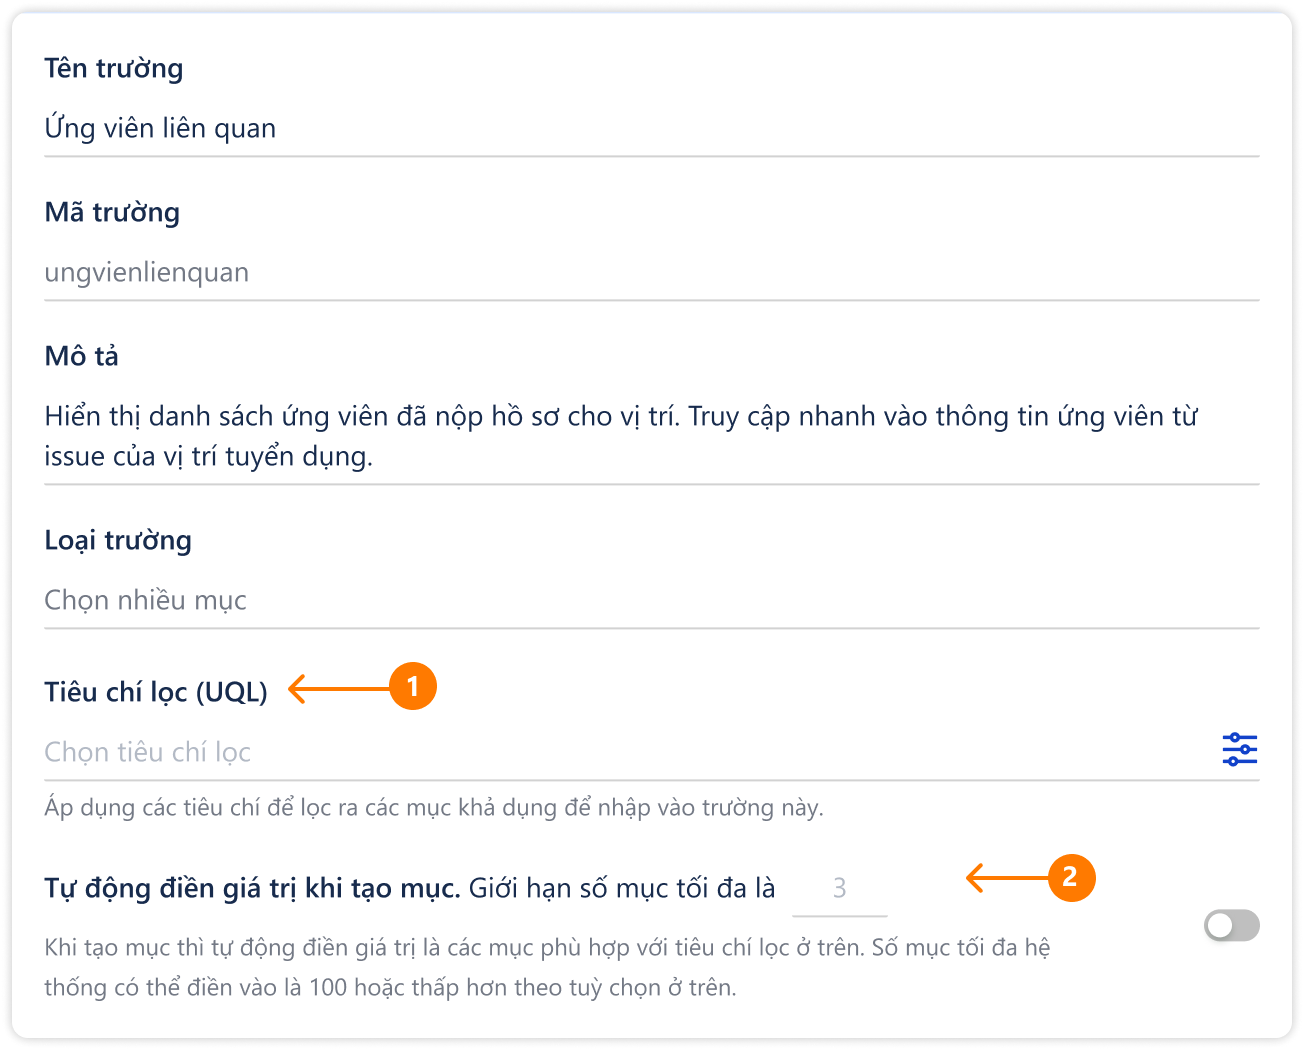 Tên trường
Ứng viên liên quan
Mã trường
ungvienlienquan
Mô tả
Hiển thị danh sách ứng viên đã nộp hồ sơ cho vị trí. Truy cập nhanh vào thông tin ứng viên từ
issue của vị trí tuyển dụng.
Loại trường
Chọn nhiều mục
Tiêu chí lọc (UQL) 1
Chọn tiêu chí lọc
Áp dụng các tiêu chí để lọc ra các mục khả dụng để nhập vào trường này.
Tự động điền giá trị khi tạo mục. Giới hạn số mục tối đa là 3 2
Khi tạo mục thì tự động điền giá trị là các mục phù hợp với tiêu chí lọc ở trên. Số mục tối đa hệ
thống có thể điền vào là 100 hoặc thấp hơn theo tuỳ chọn ở trên.